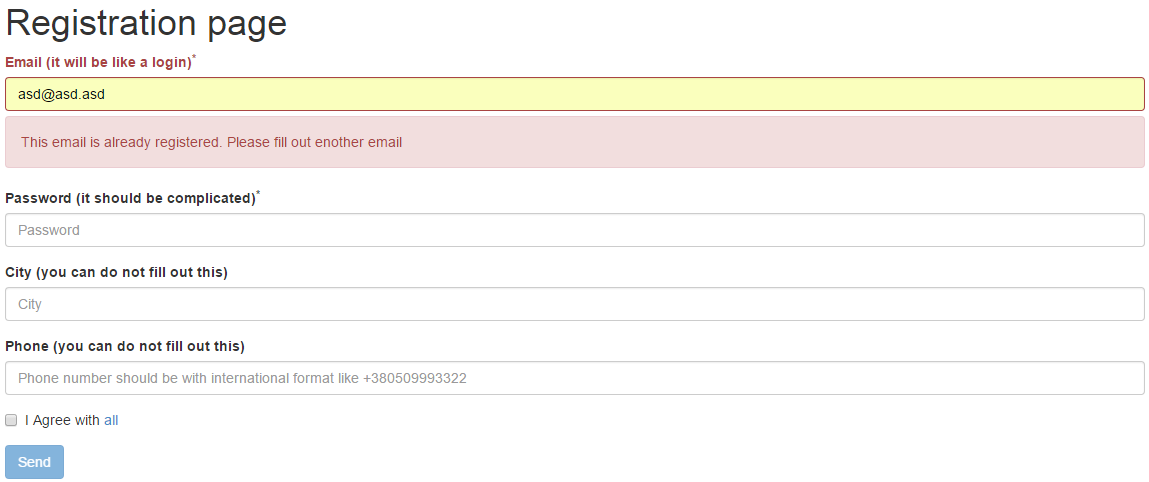 Registration page
Email (it will be like a login)*
asd@asd.asd
This email is already registered. Please fill out enother email
Password (it should be complicated)*
Password
City (you can do not fill out this)
City
Phone (you can do not fill out this)
Phone number should be with international format like +380509993322
I Agree with all
Send